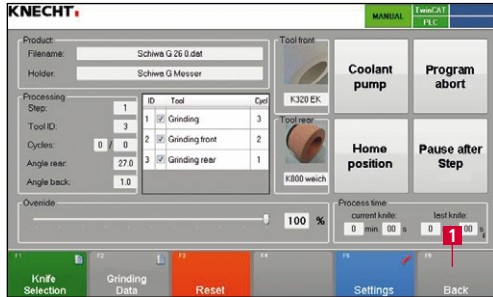 KNECHT
MANUAL
TwinCAT
PLC
Product
Filename:
Schiwa G 26 0.dat
Holder:
Schiwa G Messer
Tool front
K320 EK
Coolant pump
Program abort
Processing
Step:
1
Tool ID:
3
Cycles:
0 / 0
Angle rear:
27.0
Angle back:
1.0
ID Tool Cycl
1 Grinding 3
2 Grinding front 2
3 Grinding rear 1
Tool rear
K800 weich
Home position
Pause after Step
Override
100 %
Process time
current knife:
0 min. 00 s
last knife:
0 00 s
1
F1
Knife Selection
F2
Grinding Data
F3
Reset
F4
F5
Settings
Back